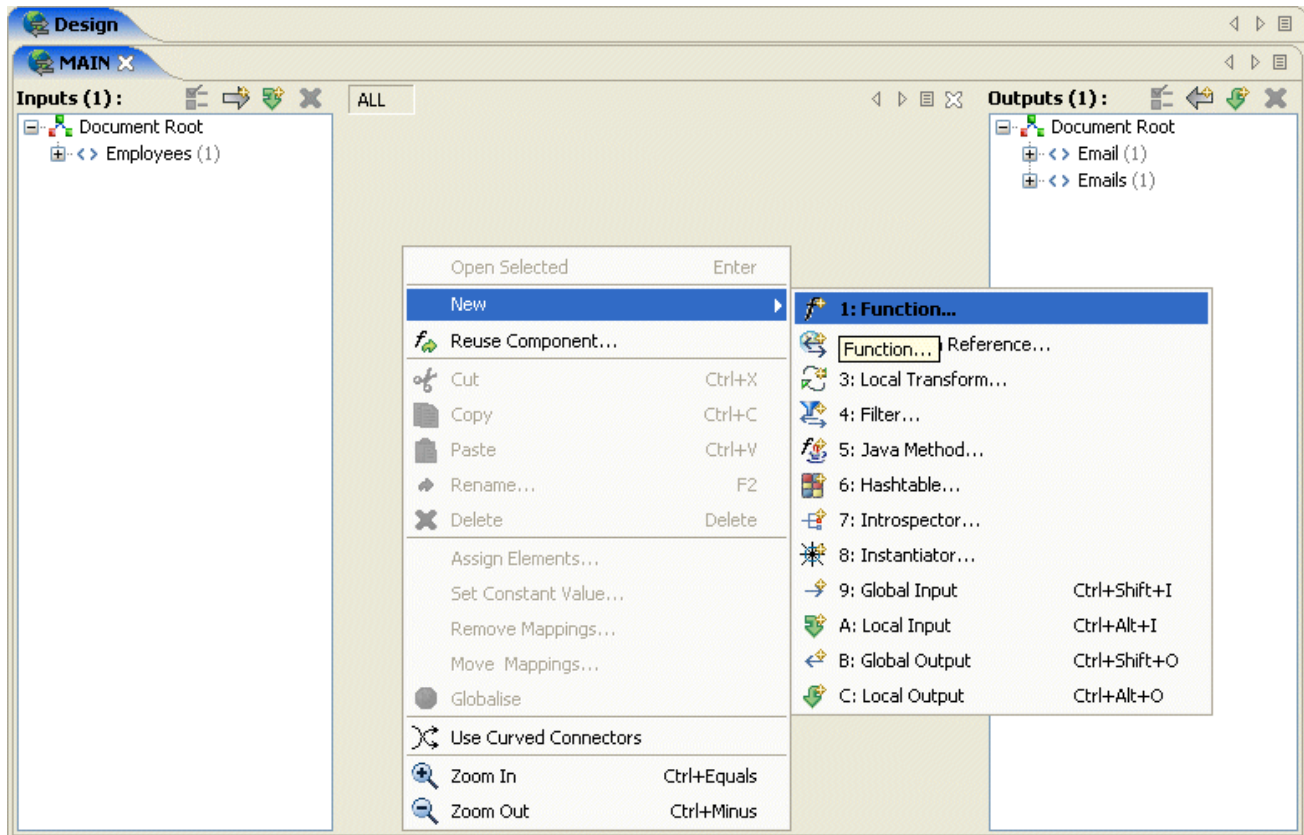 Design
MAIN
Inputs (1) :
ALL
Outputs (1) :
Document Root
Employees (1)
Document Root
Email (1)
Emails (1)
Open Selected Enter
New
Reuse Component...
Cut Ctrl+X
Copy Ctrl+C
Paste Ctrl+V
Rename... F2
Delete Delete
Assign Elements...
Set Constant Value...
Remove Mappings...
Move Mappings...
Globalise
Use Curved Connectors
Zoom In Ctrl+Equals
Zoom Out Ctrl+Minus
1: Function...
Function... Reference...
3: Local Transform...
4: Filter...
5: Java Method...
6: Hashtable...
7: Introspector...
8: Instantiator...
9: Global Input Ctrl+Shift+I
A: Local Input Ctrl+Alt+I
B: Global Output Ctrl+Shift+O
C: Local Output Ctrl+Alt+O